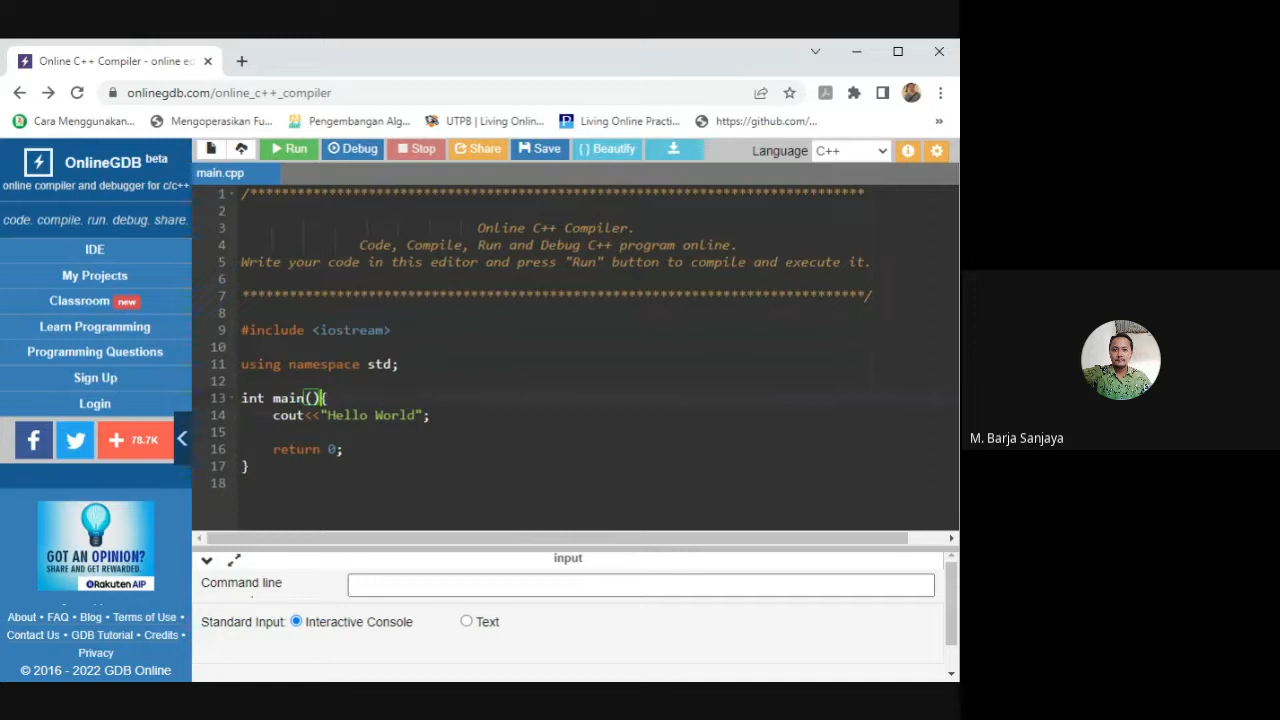 Online C++ Compiler - online ec
onlinegdb.com/online_c++_compiler
Cara Menggunakan... Mengoperasikan Fu... Pengembangan Alg... UTPB | Living Onlin... Living Online Practi... https://github.com/... »
OnlineGDB beta
online compiler and debugger for c/c++
code. compile. run. debug. share.
IDE
My Projects
Classroom new
Learn Programming
Programming Questions
Sign Up
Login
78.7K
GOT AN OPINION?
SHARE AND GET REWARDED.
Rakuten AIP
About • FAQ • Blog • Terms of Use •
Contact Us • GDB Tutorial • Credits •
Privacy
© 2016 - 2022 GDB Online
Run Debug Stop Share Save { } Beautify Language C++
main.cpp
1 /******************************************************************************
2
3 Online C++ Compiler.
4 Code, Compile, Run and Debug C++ program online.
5 Write your code in this editor and press "Run" button to compile and execute it.
6
7 *******************************************************************************/
8
9 #include <iostream>
10
11 using namespace std;
12
13 int main(){
14 cout<<"Hello World";
15
16 return 0;
17 }
18
input
Command line
Standard Input: Interactive Console Text
M. Barja Sanjaya